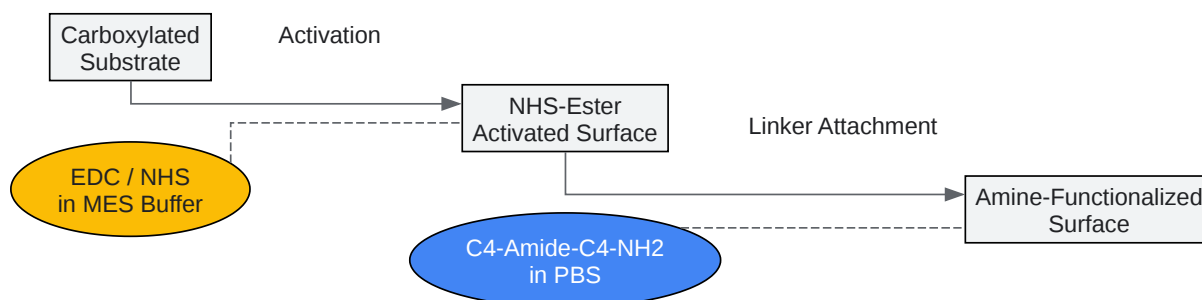 Carboxylated
Substrate
Activation
EDC / NHS
in MES Buffer
NHS-Ester
Activated Surface
Linker Attachment
C4-Amide-C4-NH2
in PBS
Amine-Functionalized
Surface